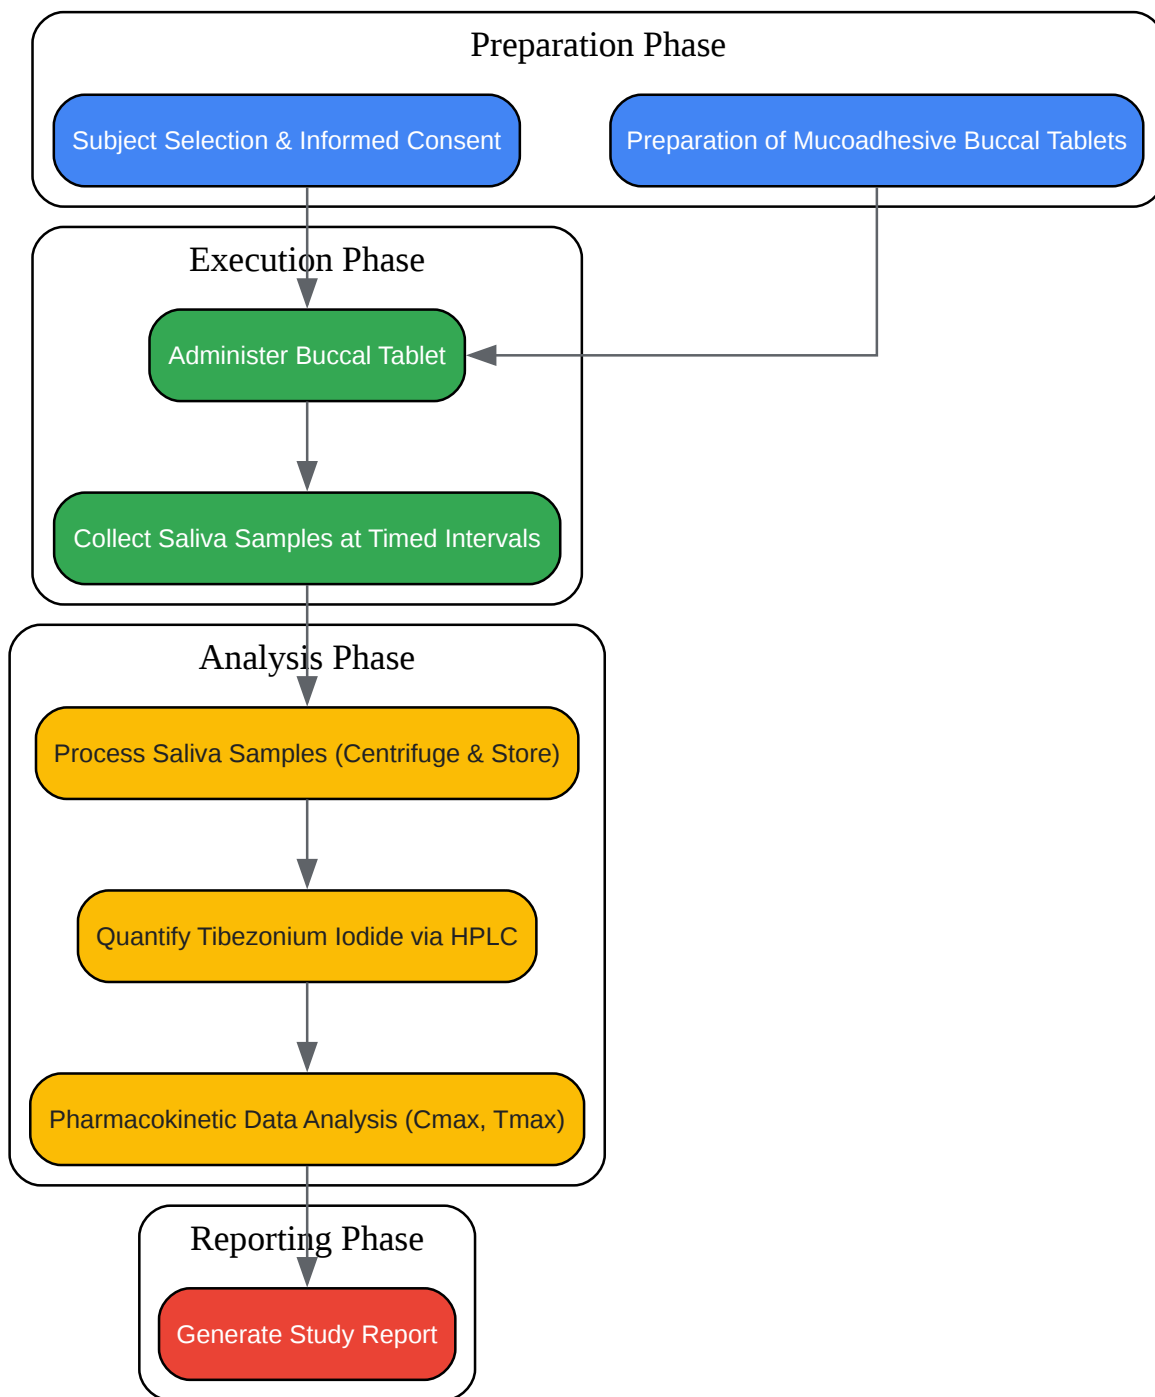 Preparation Phase
Subject Selection & Informed Consent
Preparation of Mucoadhesive Buccal Tablets
Execution Phase
Administer Buccal Tablet
Collect Saliva Samples at Timed Intervals
Analysis Phase
Process Saliva Samples (Centrifuge & Store)
Quantify Tibezonium Iodide via HPLC
Pharmacokinetic Data Analysis (Cmax, Tmax)
Reporting Phase
Generate Study Report